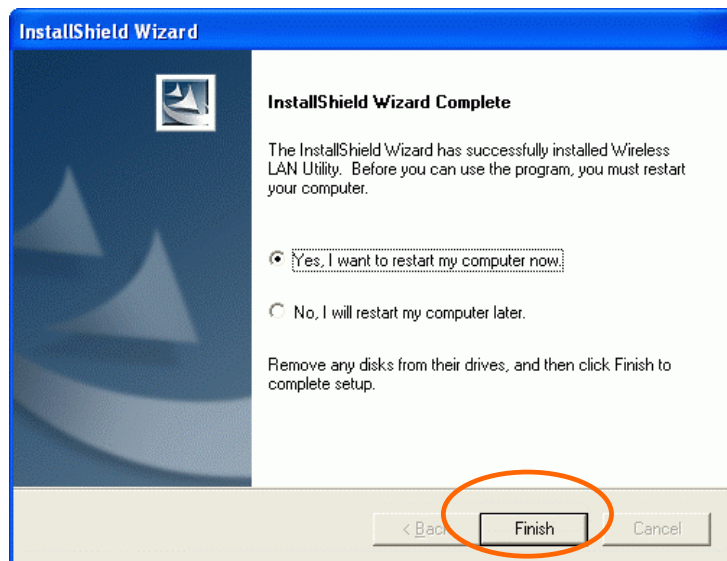 InstallShield Wizard
InstallShield Wizard Complete
The InstallShield Wizard has successfully installed Wireless
LAN Utility.  Before you can use the program, you must restart
your computer.
Yes, I want to restart my computer now.
No, I will restart my computer later.
Remove any disks from their drives, and then click Finish to
complete setup.
< Back
Finish
Cancel